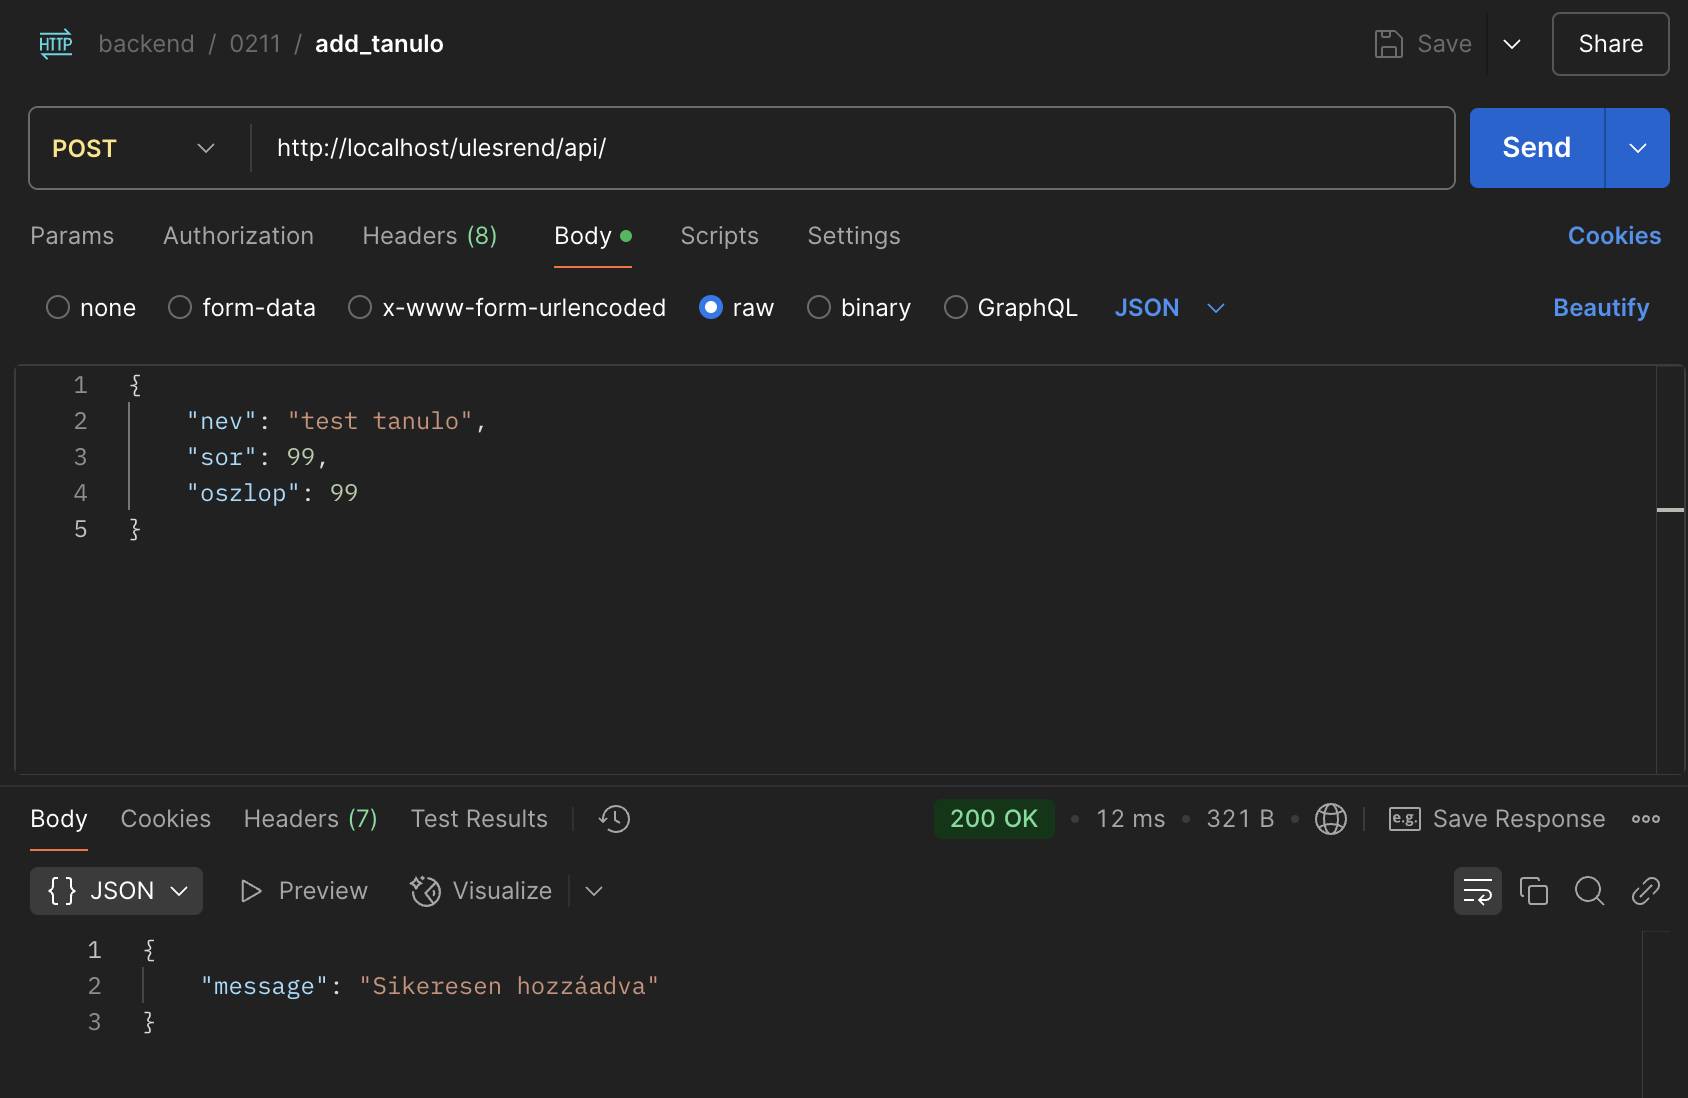 HTTP backend / 0211 / add_tanulo Save Share
POST http://localhost/ulesrend/api/ Send
Params Authorization Headers (8) Body Scripts Settings Cookies
none form-data x-www-form-urlencoded raw binary GraphQL JSON Beautify
1 {
2 "nev": "test tanulo",
3 "sor": 99,
4 "oszlop": 99
5 }
Body Cookies Headers (7) Test Results 200 OK • 12 ms • 321 B • e.g. Save Response
{} JSON Preview Visualize
1 {
2 "message": "Sikeresen hozzáadva"
3 }